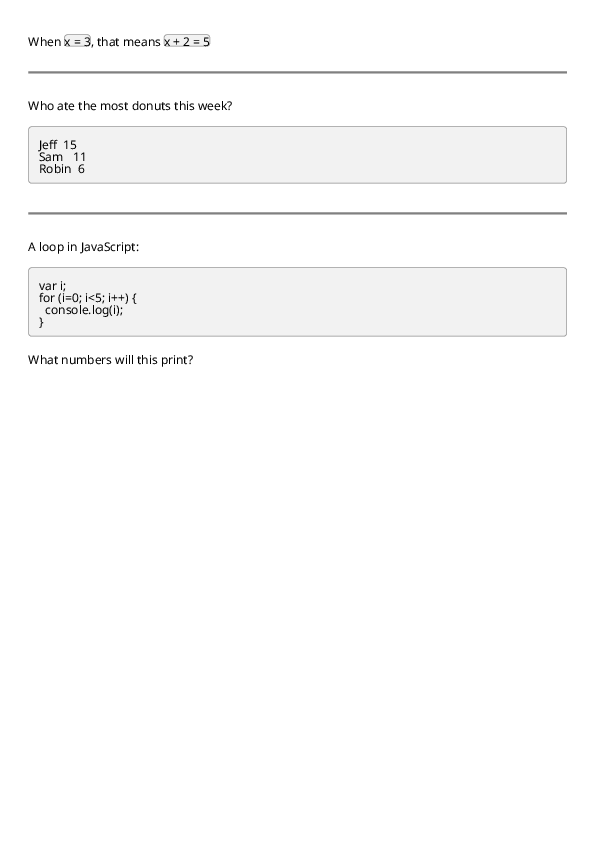 When x = 3, that means x + 2 = 5
Who ate the most donuts this week?
Jeff  15
Sam   11
Robin  6
A loop in JavaScript:
var i;
for (i=0; i<5; i++) {
  console.log(i);
}
What numbers will this print?